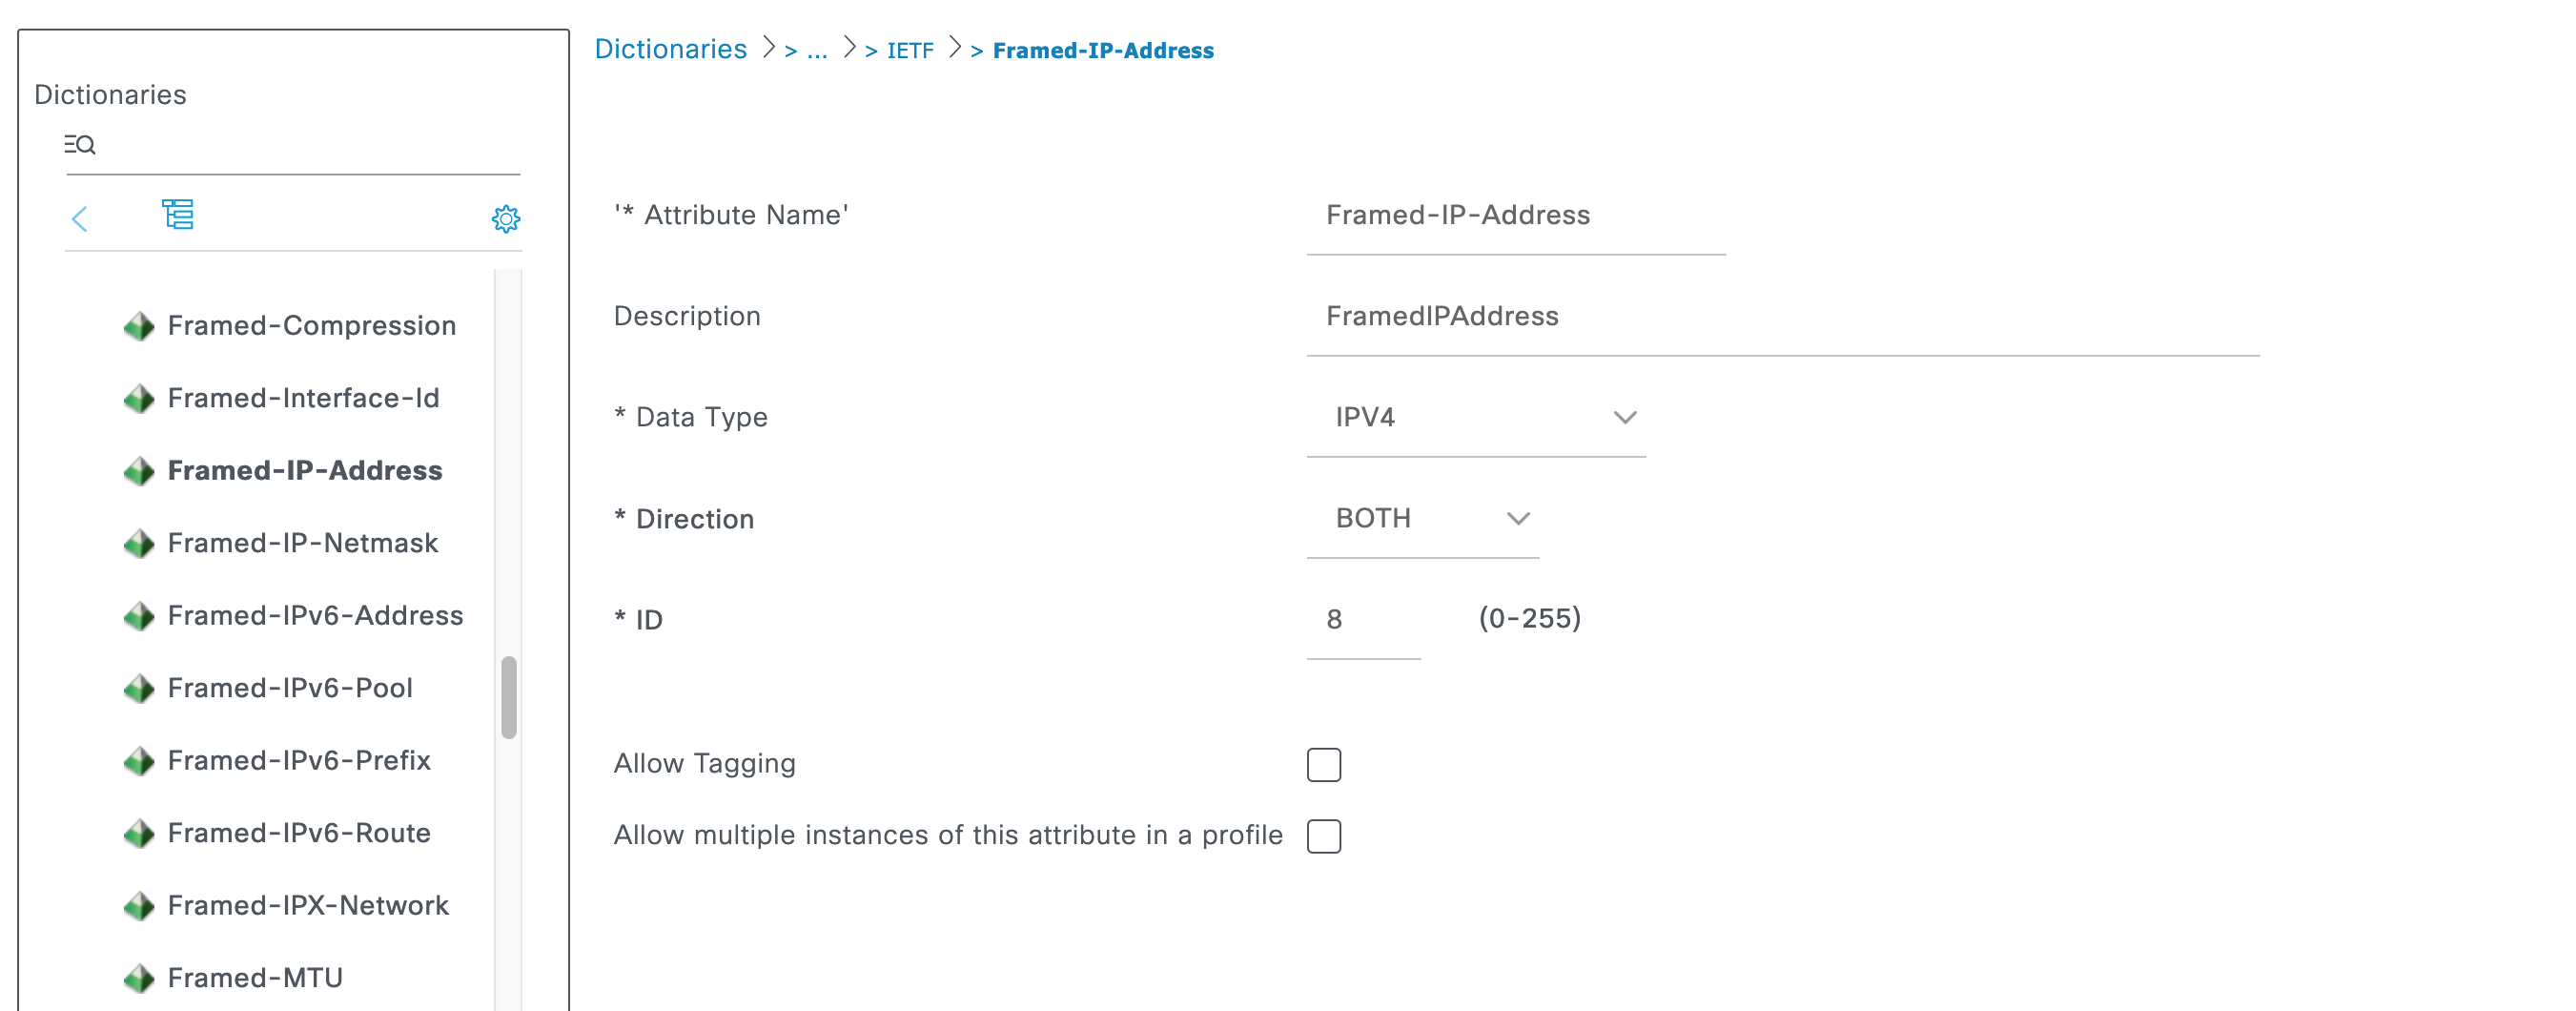 Dictionaries > ... > IETF > Framed-IP-Address
Dictionaries
Framed-Compression
Framed-Interface-Id
Framed-IP-Address
Framed-IP-Netmask
Framed-IPv6-Address
Framed-IPv6-Pool
Framed-IPv6-Prefix
Framed-IPv6-Route
Framed-IPX-Network
Framed-MTU
'* Attribute Name' Framed-IP-Address
Description FramedIPAddress
* Data Type IPV4
* Direction BOTH
* ID 8 (0-255)
Allow Tagging
Allow multiple instances of this attribute in a profile